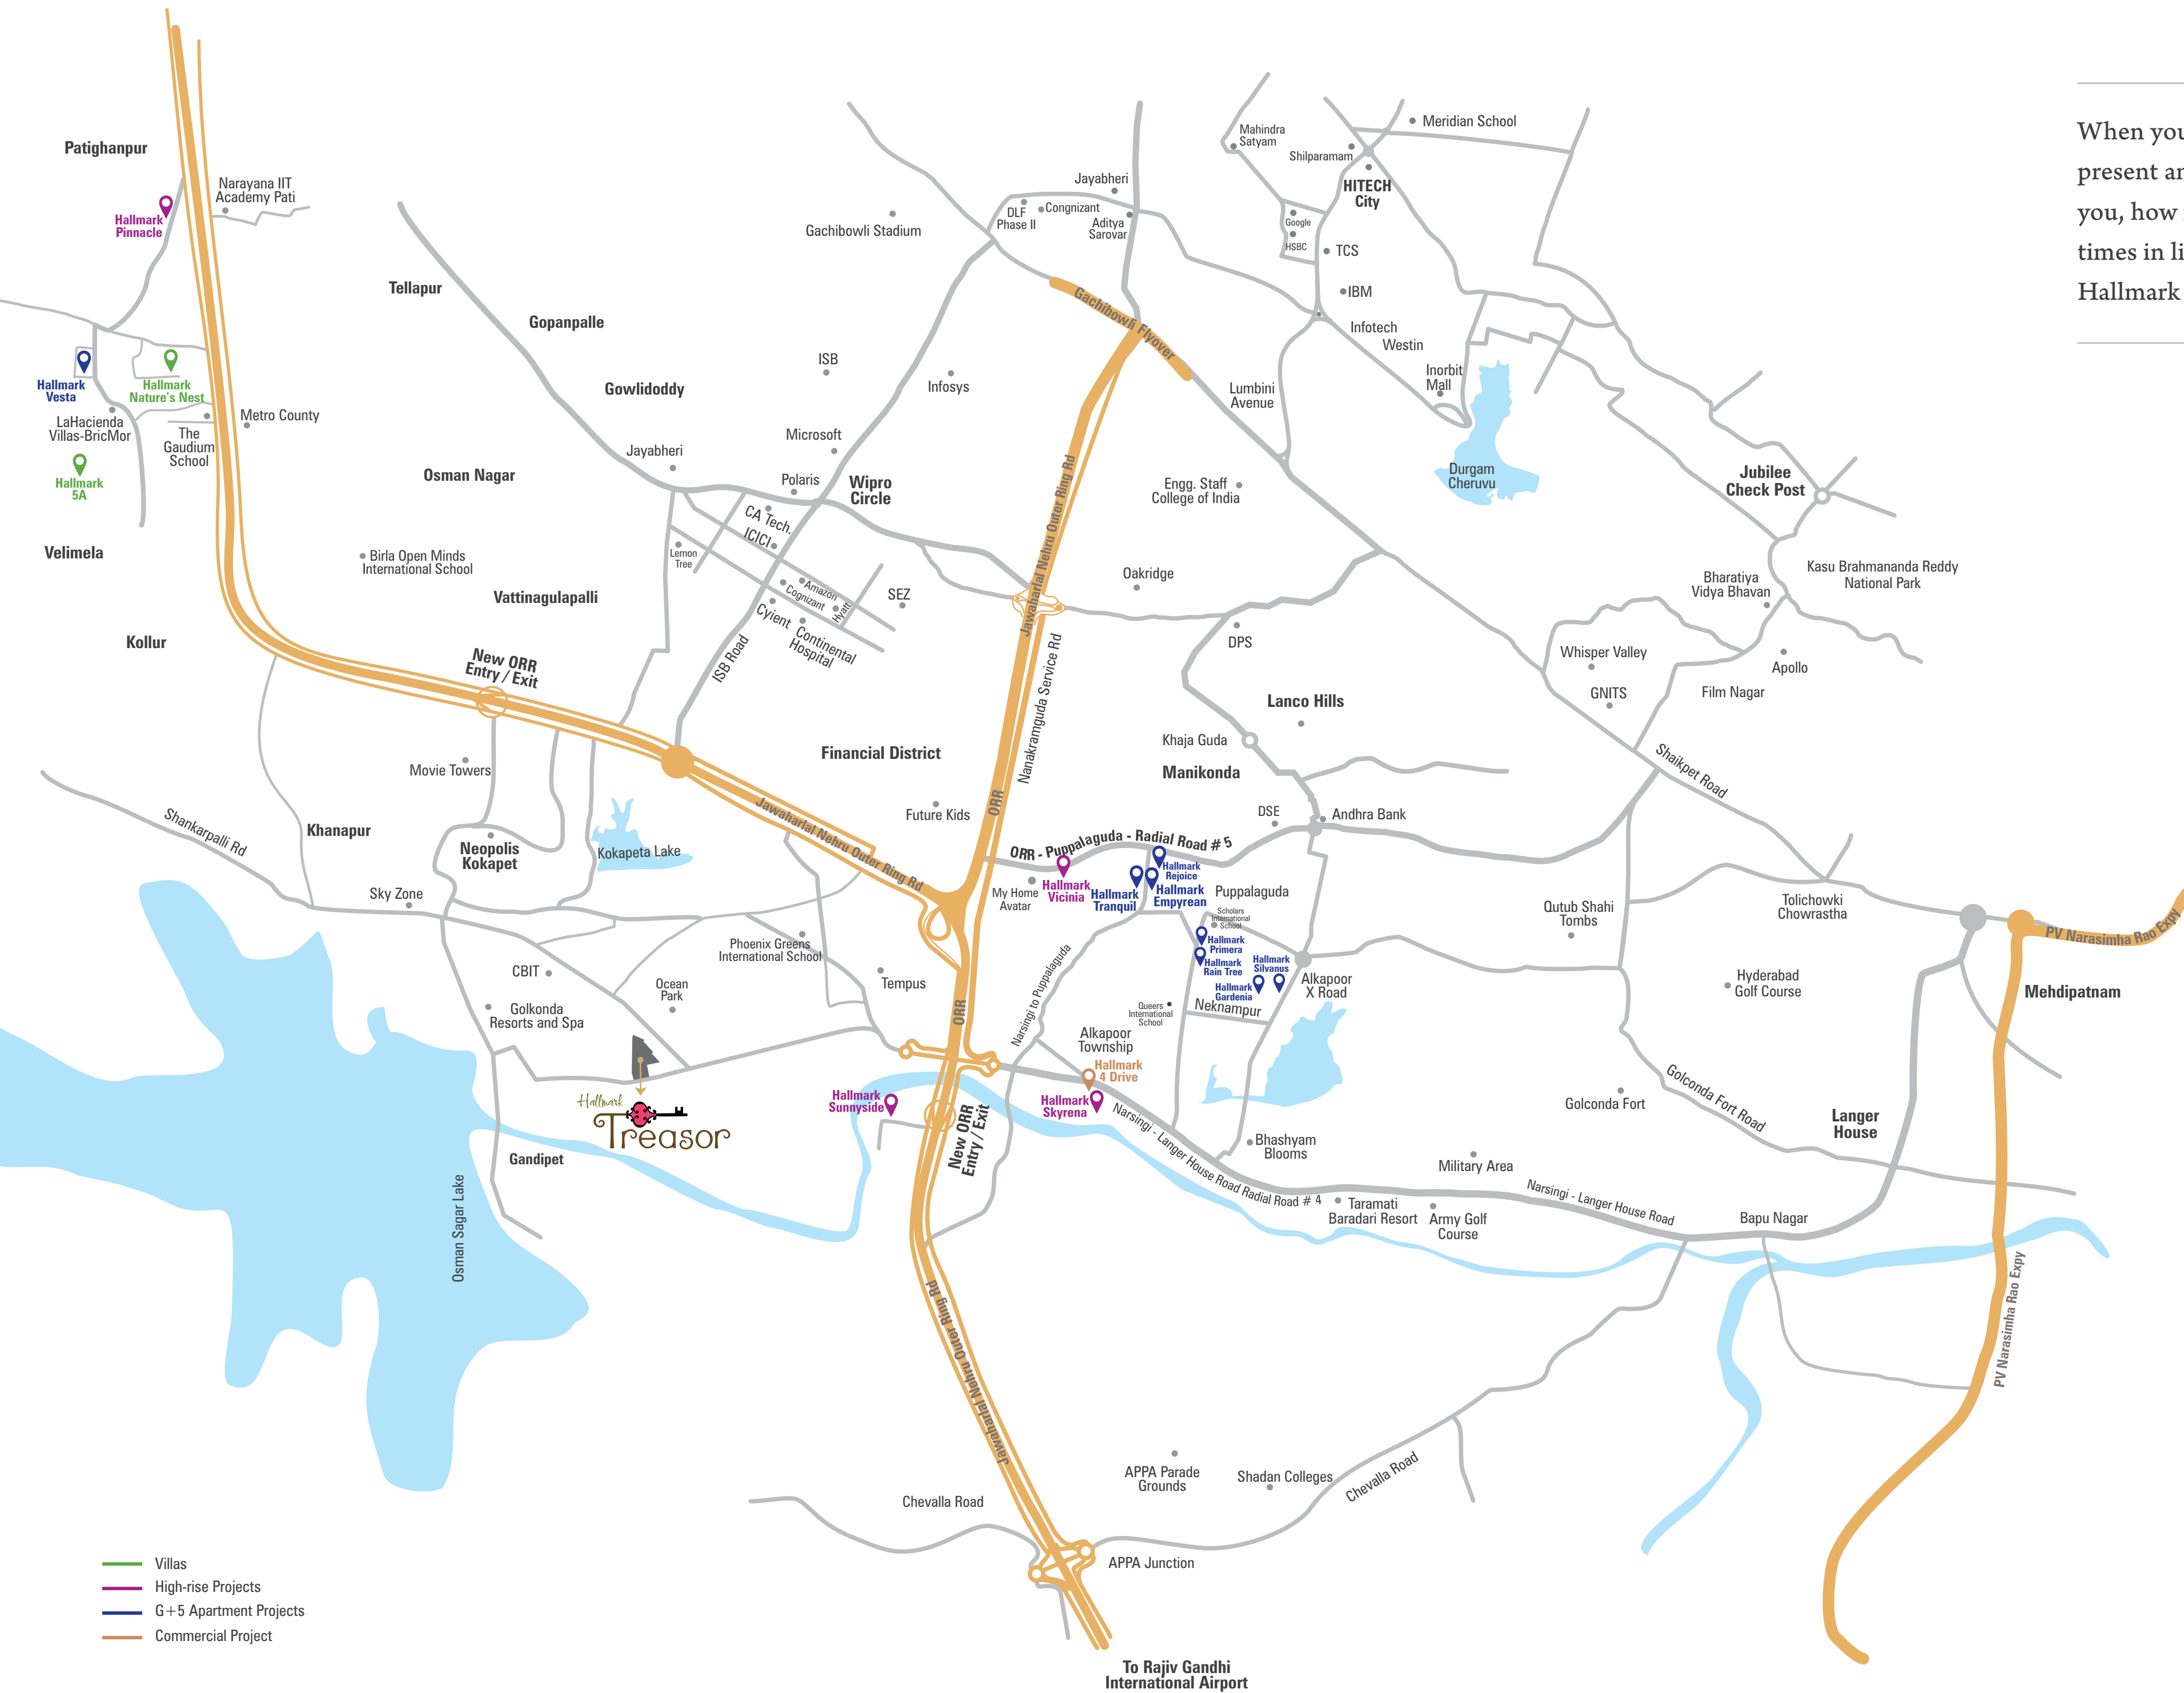 When you
present an
you, how
times in li
Hallmark
Patighanpur
Narayana IIT
Academy Pati
Hallmark
Pinnacle
Tellapur
Gopanpalle
Gowlidoddy
Hallmark
Vesta
Hallmark
Nature's Nest
LaHacienda
Villas-BricMor
The
Gaudium
School
Metro County
Hallmark
5A
Osman Nagar
Velimela
Birla Open Minds
International School
Vattinagulapalli
Kollur
New ORR
Entry / Exit
Gachibowli Stadium
DLF
Phase II
Congnizant
Jayabheri
Aditya
Sarovar
Gachibowli Flyover
Mahindra
Satyam
Shilparamam
Meridian School
HITECH
City
Google
HSBC
TCS
IBM
Infotech
Westin
Inorbit
Mall
Lumbini
Avenue
Durgam
Cheruvu
Jubilee
Check Post
Kasu Brahmananda Reddy
National Park
Bharatiya
Vidya Bhavan
Apollo
Film Nagar
Whisper Valley
GNITS
Shaikpet Road
ISB
Infosys
Microsoft
Jayabheri
Polaris
Wipro
Circle
CA Tech.
ICICI
Lemon
Tree
Amazon
Cognizant
Hyatt
Cyient
Continental
Hospital
SEZ
ISB Road
Engg. Staff
College of India
Jawaharlal Nehru Outer Ring Rd
Oakridge
DPS
Nanakramguda Service Rd
Lanco Hills
Khaja Guda
Manikonda
Financial District
Future Kids
ORR
DSE
Andhra Bank
ORR - Puppalaguda - Radial Road # 5
My Home
Avatar
Hallmark
Vicinia
Hallmark
Tranquil
Hallmark
Rejoice
Hallmark
Empyrean
Puppalaguda
Scholars
International
School
Hallmark
Primera
Hallmark
Rain Tree
Hallmark
Silvanus
Hallmark
Gardenia
Alkapoor
X Road
Neknampur
Queers
International
School
Narsingi to Puppalaguda
Alkapoor
Township
Hallmark
4 Drive
Hallmark
Skyrena
Movie Towers
Shankarpalli Rd
Khanapur
Neopolis
Kokapet
Kokapeta Lake
Jawaharlal Nehru Outer Ring Rd
Sky Zone
CBIT
Golkonda
Resorts and Spa
Ocean
Park
Phoenix Greens
International School
Tempus
ORR
Hallmark
Treasor
Hallmark
Sunnyside
New ORR
Entry / Exit
Gandipet
Osman Sagar Lake
Qutub Shahi
Tombs
Tolichowki
Chowrastha
PV Narasimha Rao Expy
Hyderabad
Golf Course
Mehdipatnam
Golconda Fort
Golconda Fort Road
Langer
House
Bhashyam
Blooms
Military Area
Narsingi - Langer House Road Radial Road # 4
Taramati
Baradari Resort
Army Golf
Course
Narsingi - Langer House Road
Bapu Nagar
PV Narasimha Rao Expy
Jawaharlal Nehru Outer Ring Rd
APPA Parade
Grounds
Shadan Colleges
Chevalla Road
Chevalla Road
APPA Junction
To Rajiv Gandhi
International Airport
Villas
High-rise Projects
G+5 Apartment Projects
Commercial Project